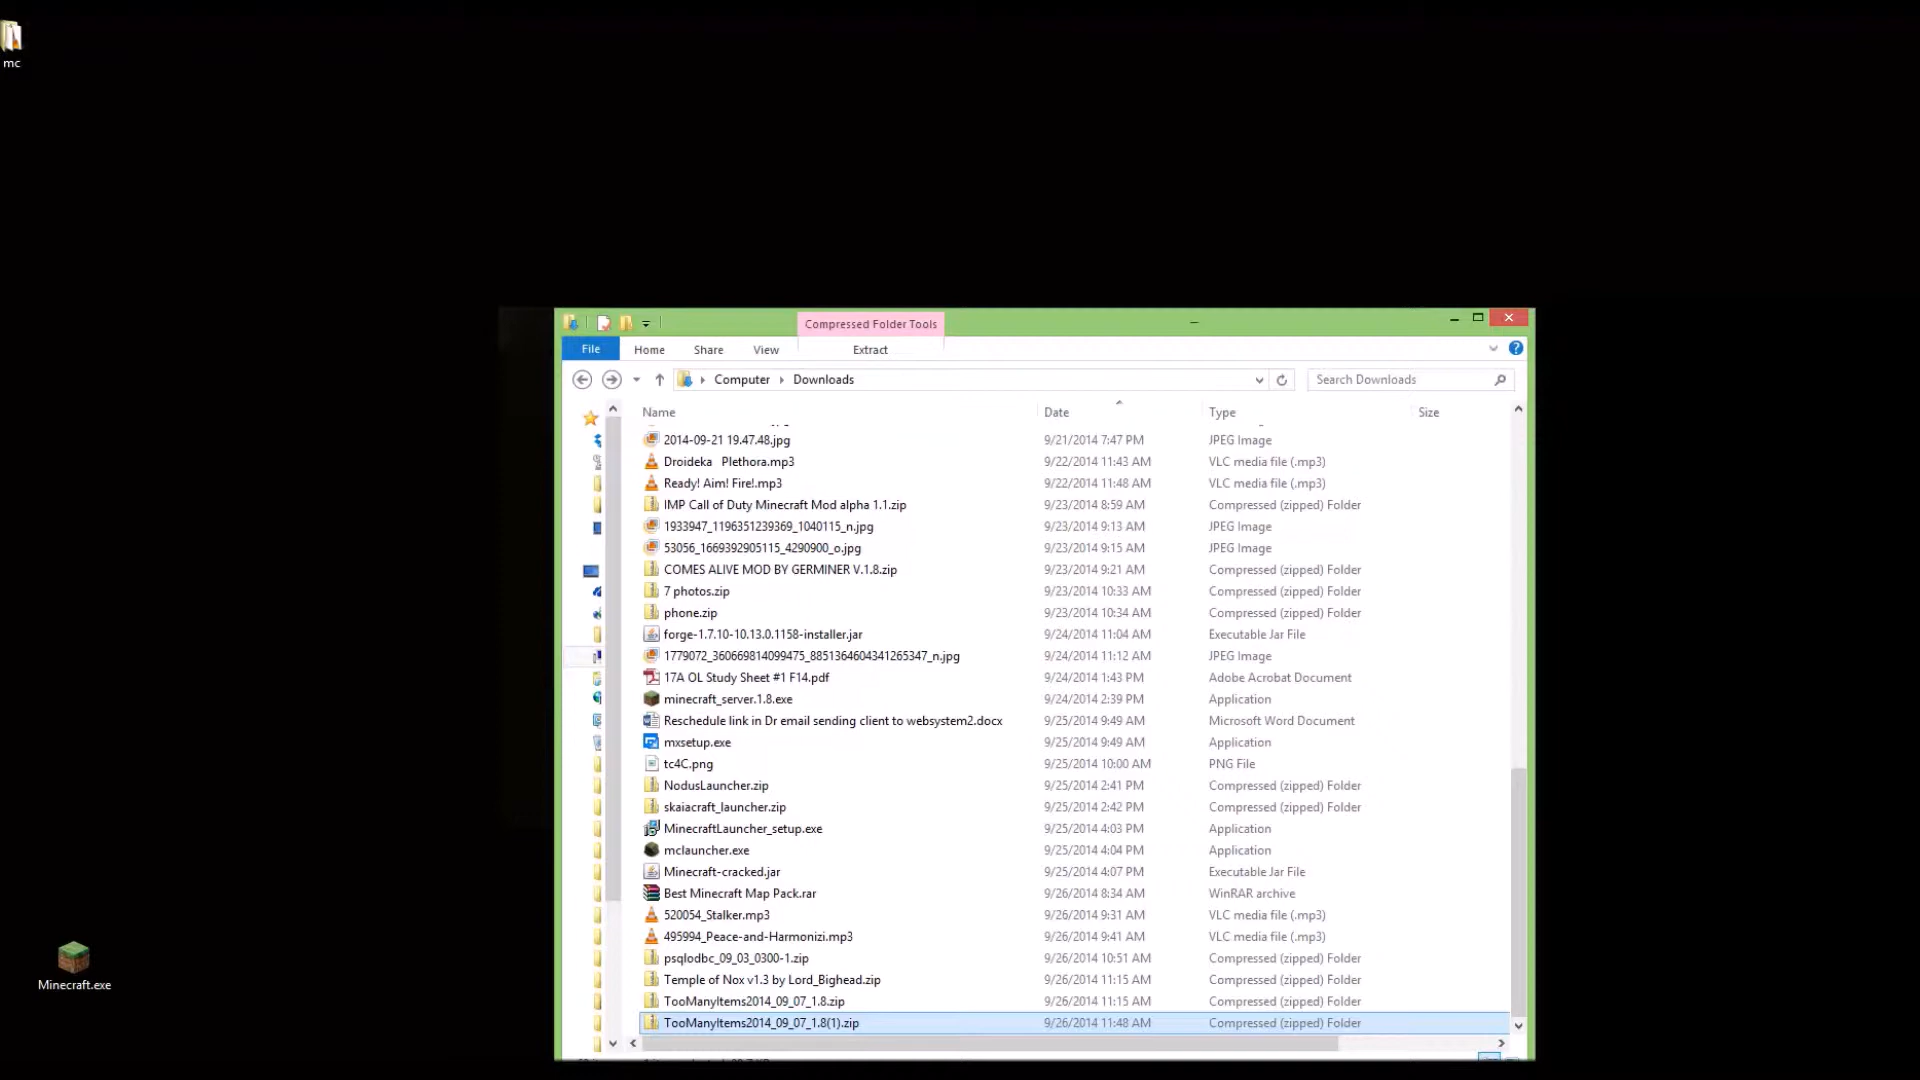 mc
Compressed Folder Tools
File Home Share View Extract
Computer Downloads Search Downloads
Name Date Type Size
2014-09-21 19.47.48.jpg 9/21/2014 7:47 PM JPEG Image
Droideka   Plethora.mp3 9/22/2014 11:43 AM VLC media file (.mp3)
Ready! Aim! Fire!.mp3 9/22/2014 11:48 AM VLC media file (.mp3)
IMP Call of Duty Minecraft Mod alpha 1.1.zip 9/23/2014 8:59 AM Compressed (zipped) Folder
1933947_1196351239369_1040115_n.jpg 9/23/2014 9:13 AM JPEG Image
53056_1669392905115_4290900_o.jpg 9/23/2014 9:15 AM JPEG Image
COMES ALIVE MOD BY GERMINER V.1.8.zip 9/23/2014 9:21 AM Compressed (zipped) Folder
7 photos.zip 9/23/2014 10:33 AM Compressed (zipped) Folder
phone.zip 9/23/2014 10:34 AM Compressed (zipped) Folder
forge-1.7.10-10.13.0.1158-installer.jar 9/24/2014 11:04 AM Executable Jar File
1779072_360669814099475_8851364604341265347_n.jpg 9/24/2014 11:12 AM JPEG Image
17A OL Study Sheet #1 F14.pdf 9/24/2014 1:43 PM Adobe Acrobat Document
minecraft_server.1.8.exe 9/24/2014 2:39 PM Application
Reschedule link in Dr email sending client to websystem2.docx 9/25/2014 9:49 AM Microsoft Word Document
mxsetup.exe 9/25/2014 9:49 AM Application
tc4C.png 9/25/2014 10:00 AM PNG File
NodusLauncher.zip 9/25/2014 2:41 PM Compressed (zipped) Folder
skaiacraft_launcher.zip 9/25/2014 2:42 PM Compressed (zipped) Folder
MinecraftLauncher_setup.exe 9/25/2014 4:03 PM Application
mclauncher.exe 9/25/2014 4:04 PM Application
Minecraft-cracked.jar 9/25/2014 4:07 PM Executable Jar File
Best Minecraft Map Pack.rar 9/26/2014 8:34 AM WinRAR archive
520054_Stalker.mp3 9/26/2014 9:31 AM VLC media file (.mp3)
495994_Peace-and-Harmonizi.mp3 9/26/2014 9:41 AM VLC media file (.mp3)
psqlodbc_09_03_0300-1.zip 9/26/2014 10:51 AM Compressed (zipped) Folder
Temple of Nox v1.3 by Lord_Bighead.zip 9/26/2014 11:15 AM Compressed (zipped) Folder
TooManyItems2014_09_07_1.8.zip 9/26/2014 11:15 AM Compressed (zipped) Folder
TooManyItems2014_09_07_1.8(1).zip 9/26/2014 11:48 AM Compressed (zipped) Folder
Minecraft.exe